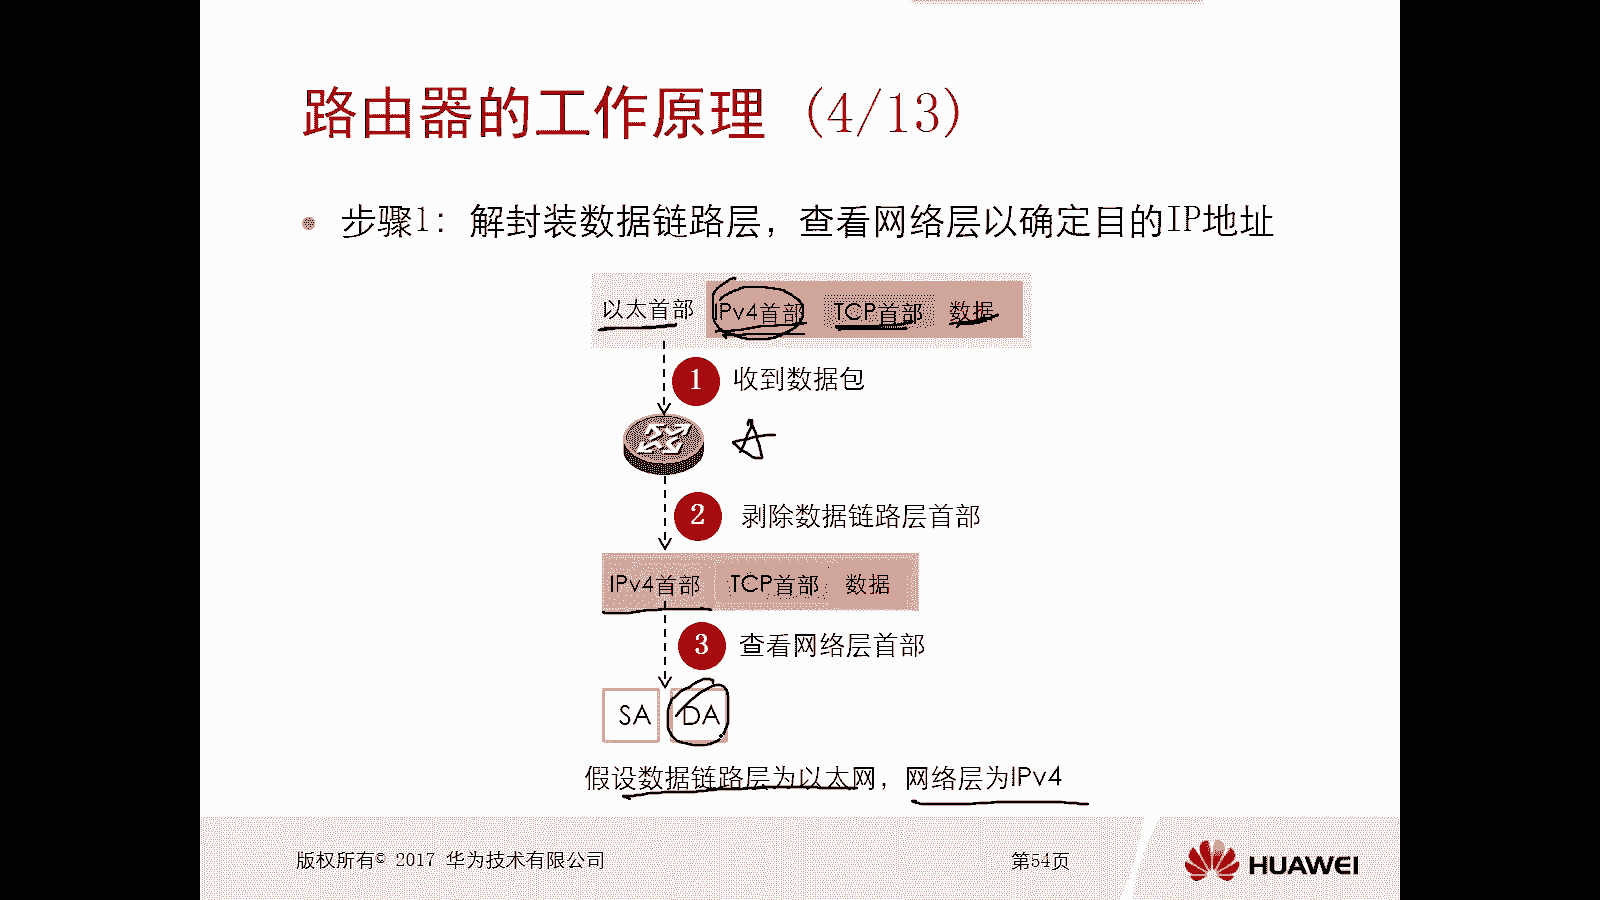 路由器的工作原理 (4/13)
步骤1：解封装数据链路层，查看网络层以确定目的IP地址
以太首部 IPv4首部 TCP首部 数据
1 收到数据包
A
2 剥除数据链路层首部
IPv4首部 TCP首部 数据
3 查看网络层首部
SA DA
假设数据链路层为以太网，网络层为IPv4
版权所有© 2017 华为技术有限公司 第54页 HUAWEI